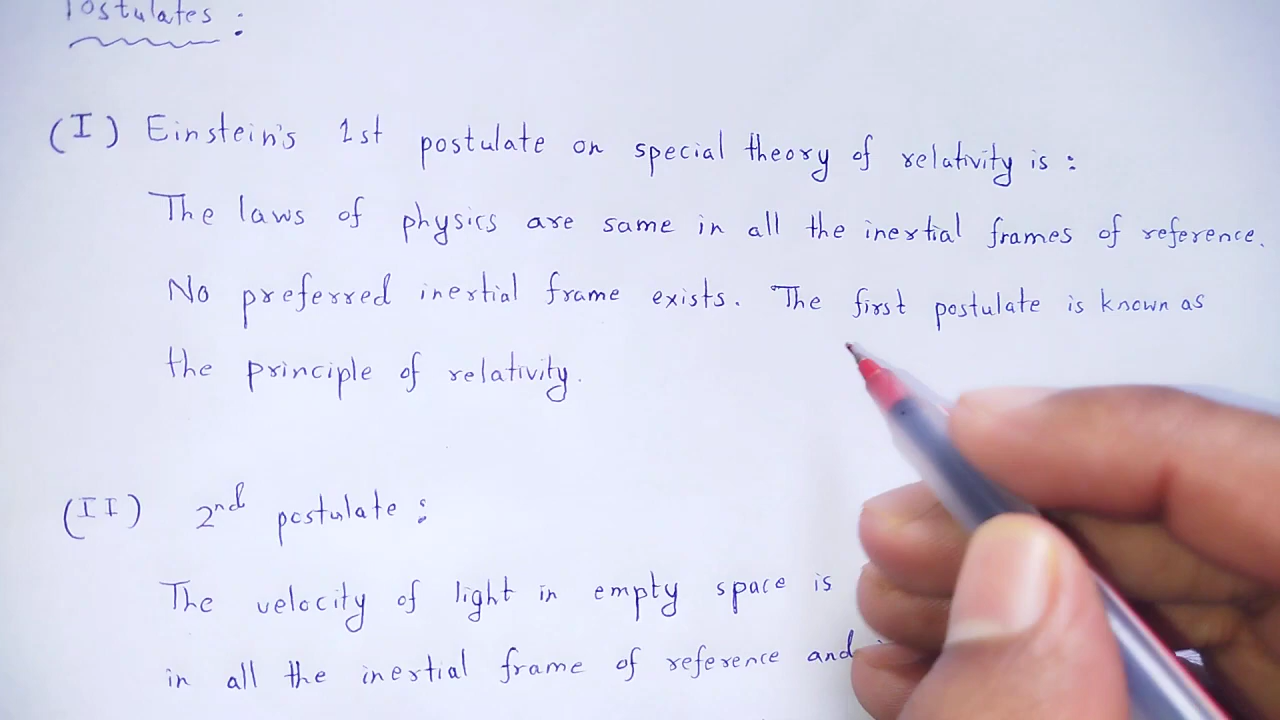 Postulates :
(I) Einstein's 1st postulate on special theory of relativity is :
The laws of physics are same in all the inertial frames of reference.
No preferred inertial frame exists. The first postulate is known as
the principle of relativity.
(II) 2nd postulate :
The velocity of light in empty space is
in all the inertial frame of reference and